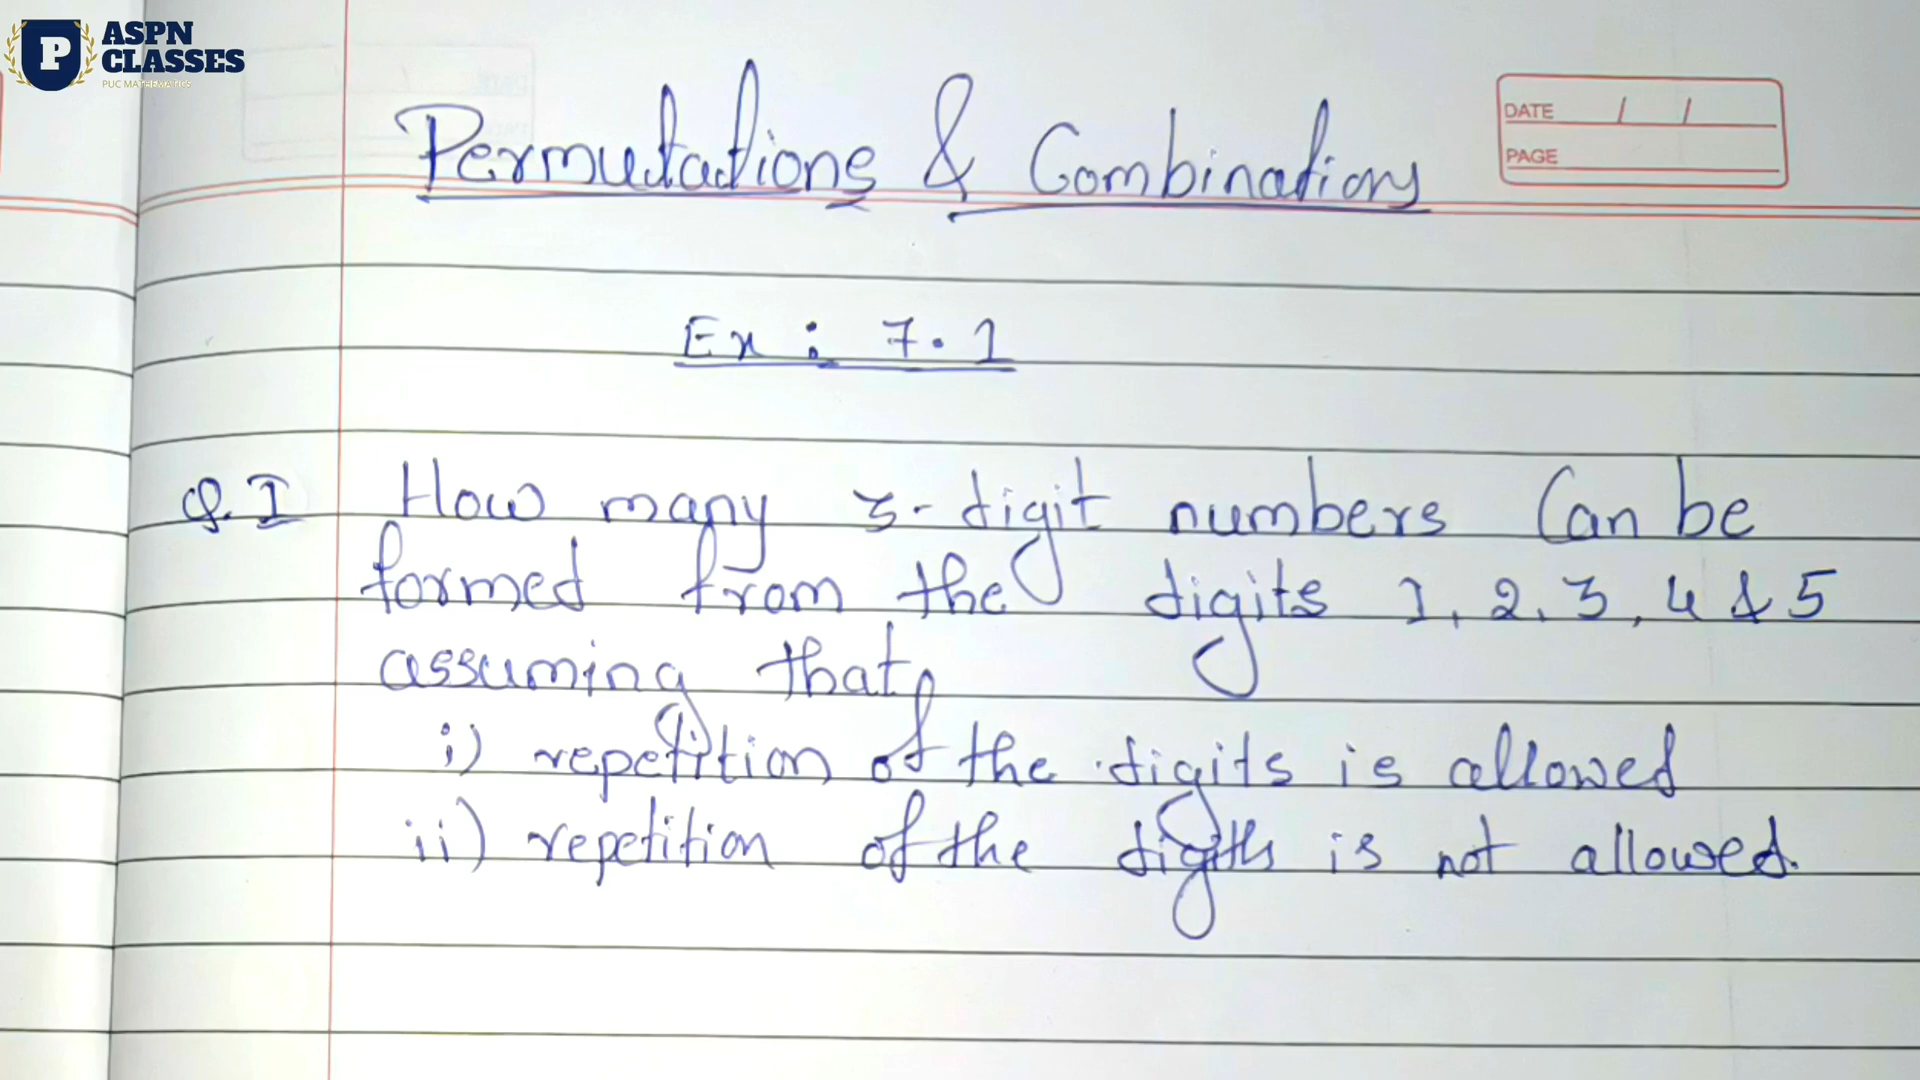 ASPN
CLASSES
PUC MATHEMATICS
Permutations & Combinations
DATE / /
PAGE
Ex : 7.1
Q.I How many 3-digit numbers Can be
formed from the digits 1, 2, 3, 4 & 5
assuming that,
i) repetition of the digits is allowed
ii) repetition of the digits is not allowed.